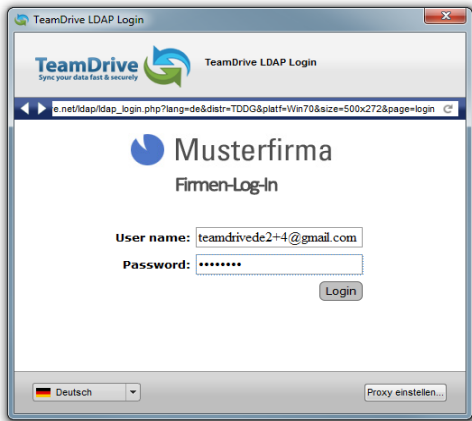 TeamDrive LDAP Login
TeamDrive
Sync your data fast & securely
TeamDrive LDAP Login
e.net/ldap/ldap_login.php?lang=de&distr=TDDG&platf=Win70&size=500x272&page=login
Musterfirma
Firmen-Log-In
User name: teamdrivede2+4@gmail.com
Password: ••••••••
Login
Deutsch
Proxy einstellen...